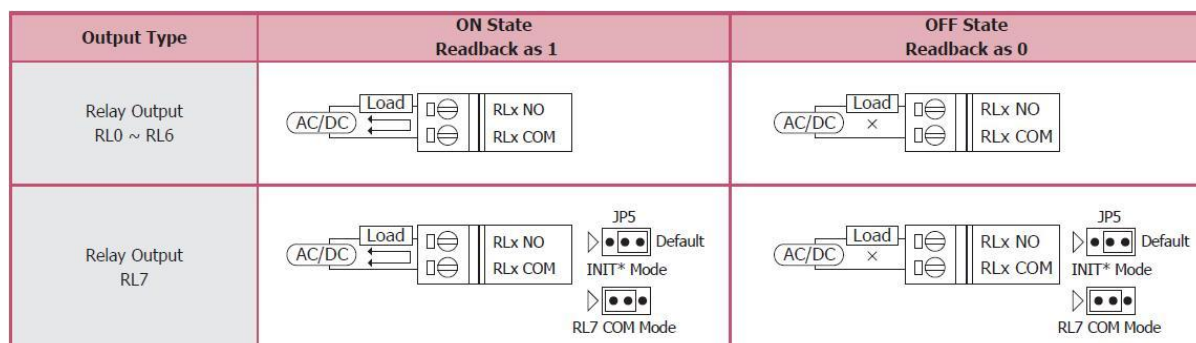 Output Type
ON State
Readback as 1
OFF State
Readback as 0
Relay Output
RL0 ~ RL6
AC/DC
Load
RLx NO
RLx COM
AC/DC
Load
×
RLx NO
RLx COM
Relay Output
RL7
AC/DC
Load
RLx NO
RLx COM
JP5
Default
INIT* Mode
RL7 COM Mode
AC/DC
Load
×
RLx NO
RLx COM
JP5
Default
INIT* Mode
RL7 COM Mode